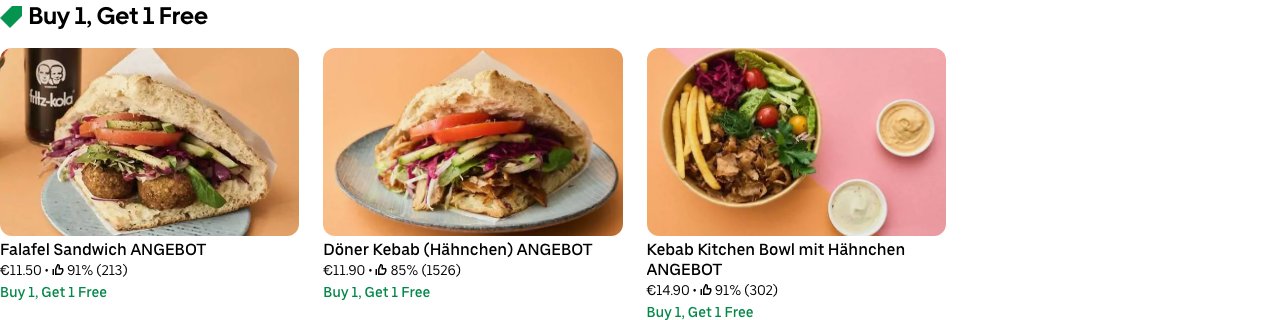 Buy 1, Get 1 Free
fritz-kola
Falafel Sandwich ANGEBOT
€11.50 • 91% (213)
Buy 1, Get 1 Free
Döner Kebab (Hähnchen) ANGEBOT
€11.90 • 85% (1526)
Buy 1, Get 1 Free
Kebab Kitchen Bowl mit Hähnchen
ANGEBOT
€14.90 • 91% (302)
Buy 1, Get 1 Free